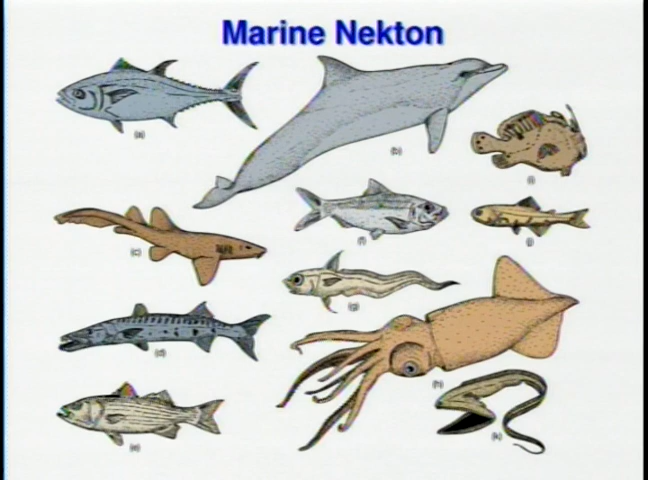 Marine Nekton
(a)
(b)
(i)
(c)
(f)
(j)
(g)
(d)
(h)
(e)
(k)